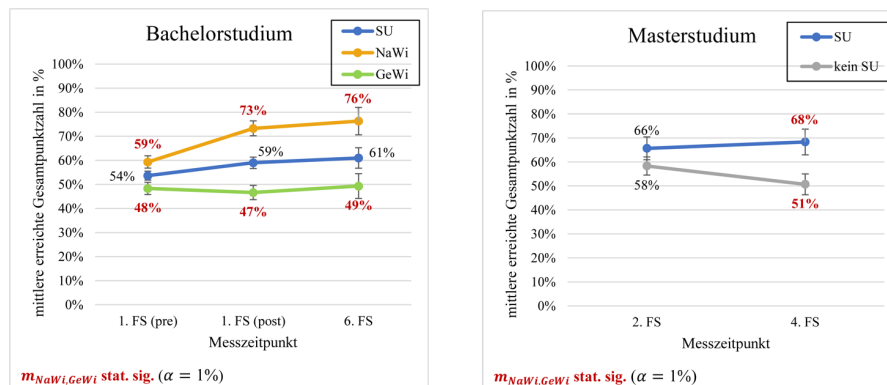 Bachelorstudium
SU
NaWi
GeWi
mittlere erreichte Gesamtpunktzahl in %
100%
90%
80%
70%
60%
50%
40%
30%
20%
10%
0%
59%
73%
76%
54%
59%
61%
48%
47%
49%
1. FS (pre)
1. FS (post)
6. FS
Messzeitpunkt
m_{NaWi,GeWi} stat. sig. (α = 1%)
Masterstudium
SU
kein SU
mittlere erreichte Gesamtpunktzahl in %
100%
90%
80%
70%
60%
50%
40%
30%
20%
10%
0%
66%
68%
58%
51%
2. FS
4. FS
Messzeitpunkt
m_{NaWi,GeWi} stat. sig. (α = 1%)